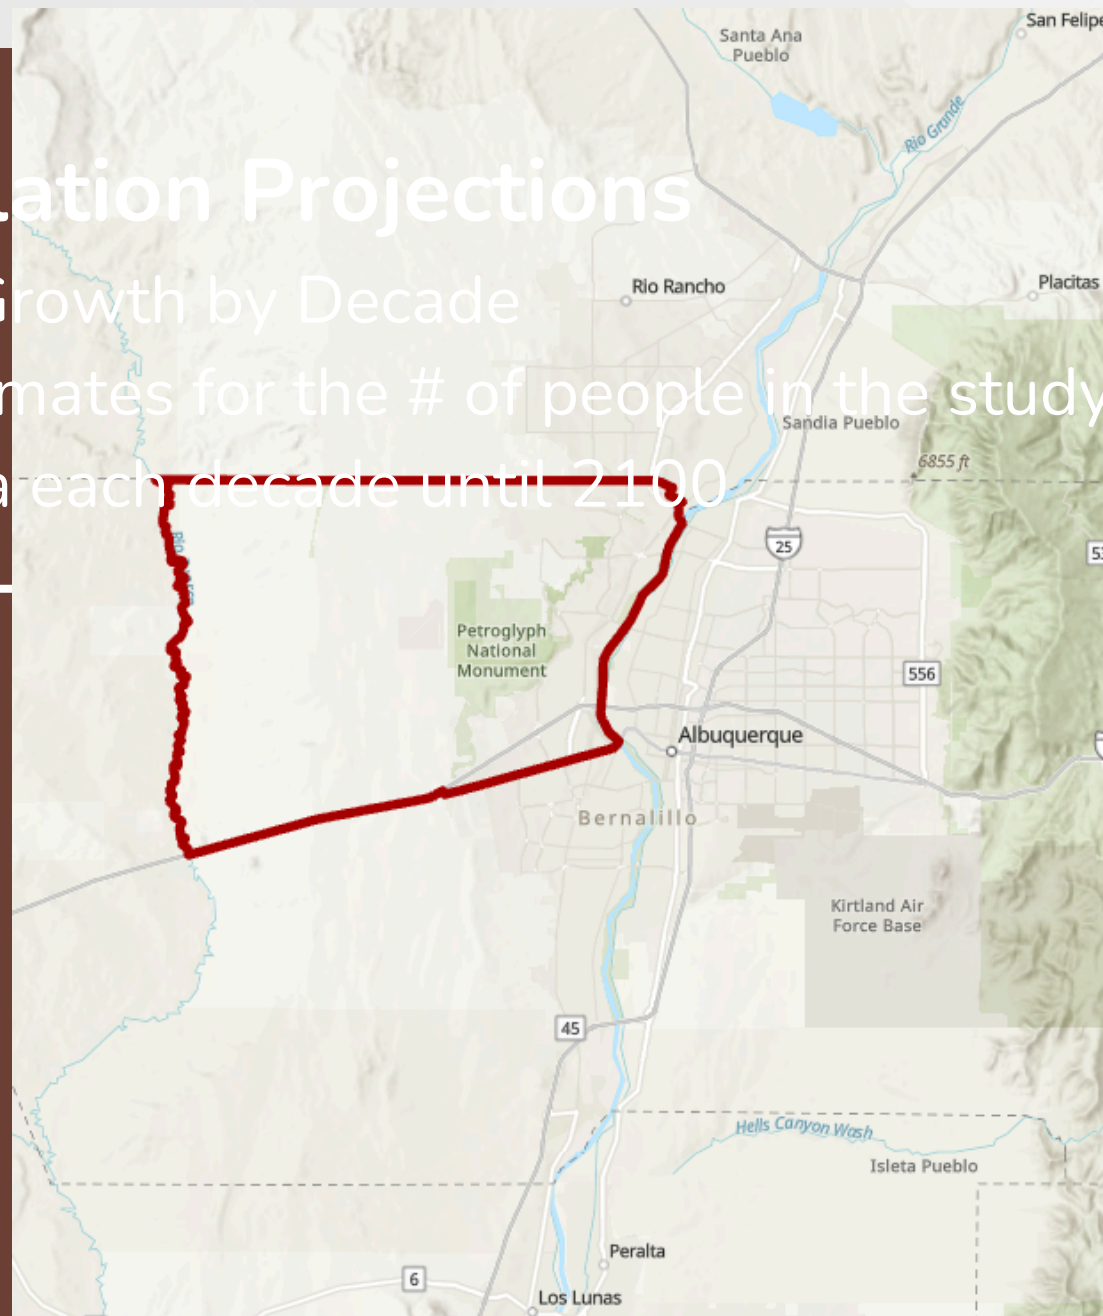 San Felipe
Santa Ana
Pueblo
Rio Grande
lation Projections
Rio Rancho
Placitas
Growth by Decade
mates for the # of people in the study
Sandia Pueblo
6855 ft
a each decade until 2100
25
Petroglyph
National
Monument
556
Albuquerque
Bernalillo
Kirtland Air
Force Base
45
Hells Canyon Wash
Isleta Pueblo
Peralta
6
Los Lunas